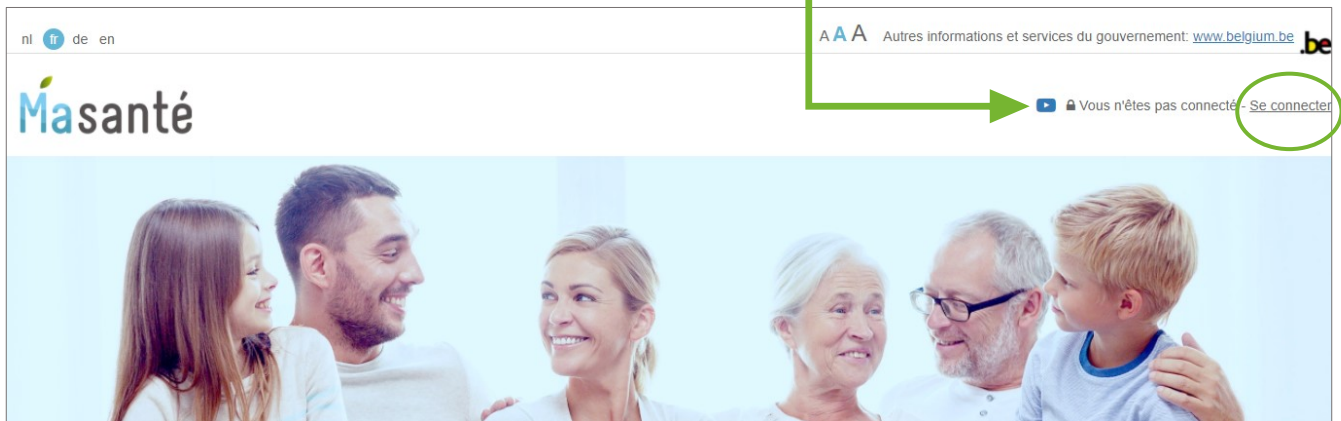 nl fr de en
A A A Autres informations et services du gouvernement: www.belgium.be .be
Masanté
Vous n'êtes pas connecté - Se connecter